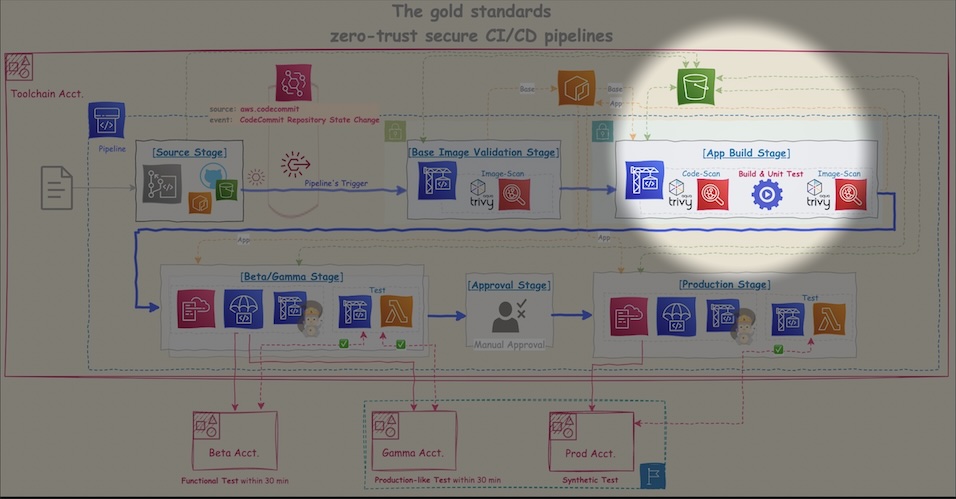 The gold standards
zero-trust secure CI/CD pipelines
Toolchain Acct.
Pipeline
source: aws.codecommit
event: CodeCommit Repository State Change
Base
Base
App
[Source Stage]
Pipeline's Trigger
[Base Image Validation Stage]
Image-Scan
aqua
trivy
[App Build Stage]
Code-Scan
Build & Unit Test
Image-Scan
aqua
trivy
aqua
trivy
App
App
[Beta/Gamma Stage]
Test
[Approval Stage]
Manual Approval
[Production Stage]
Test
Beta Acct.
Gamma Acct.
Prod Acct.
Functional Test within 30 min
Production-like Test within 30 min
Synthetic Test